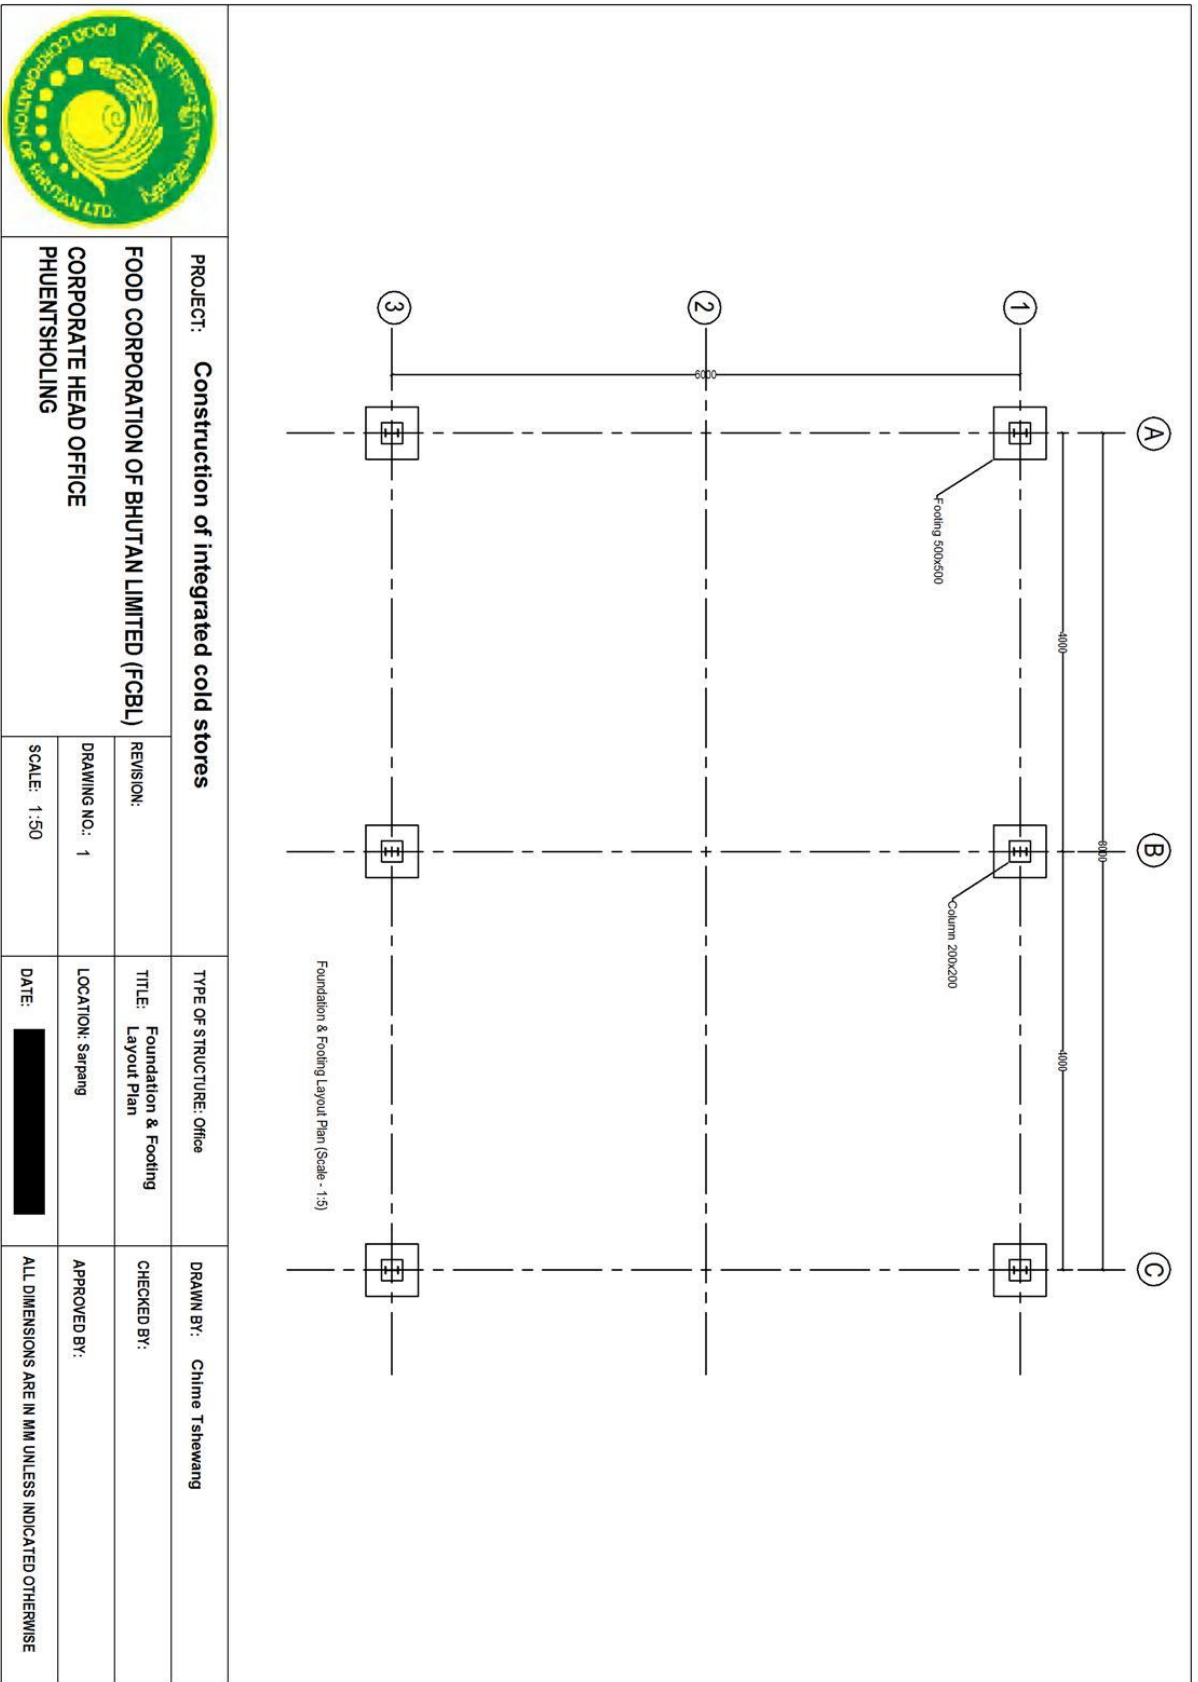 A
B
C
8000
4000
4000
1
2
3
6000
Footing 500x500
Column 200x200
Foundation & Footing Layout Plan (Scale - 1:5)
FOOD CORPORATION OF BHUTAN LTD.
PROJECT: Construction of integrated cold stores
FOOD CORPORATION OF BHUTAN LIMITED (FCBL)
CORPORATE HEAD OFFICE
PHUENTSHOLING
REVISION:
DRAWING NO.: 1
SCALE: 1:50
TYPE OF STRUCTURE: Office
TITLE: Foundation & Footing
Layout Plan
LOCATION: Sarpang
DATE:
DRAWN BY: Chime Tshewang
CHECKED BY:
APPROVED BY:
ALL DIMENSIONS ARE IN MM UNLESS INDICATED OTHERWISE